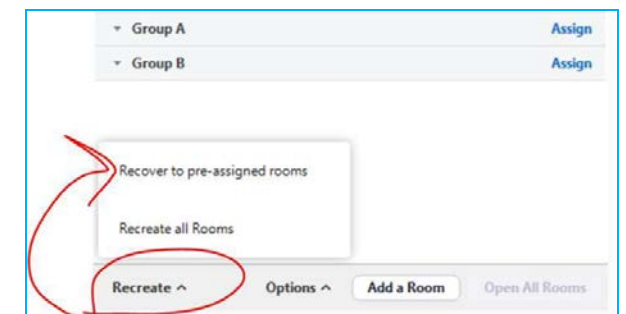 Group A Assign
Group B Assign
Recover to pre-assigned rooms
Recreate all Rooms
Recreate Options Add a Room Open All Rooms